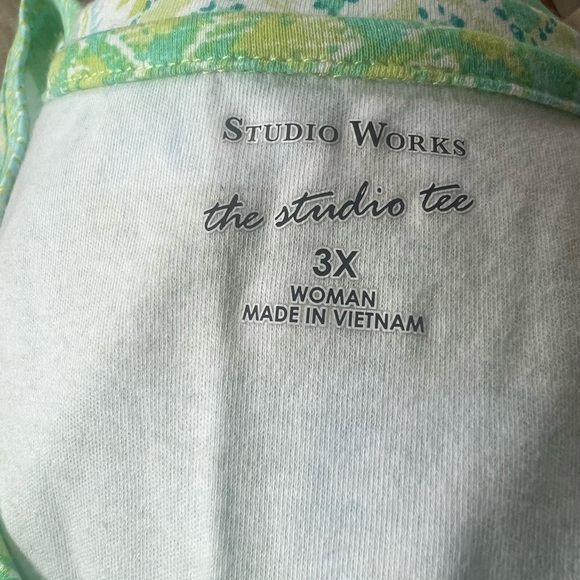 STUDIO WORKS
the studio tee
3X
WOMAN
MADE IN VIETNAM